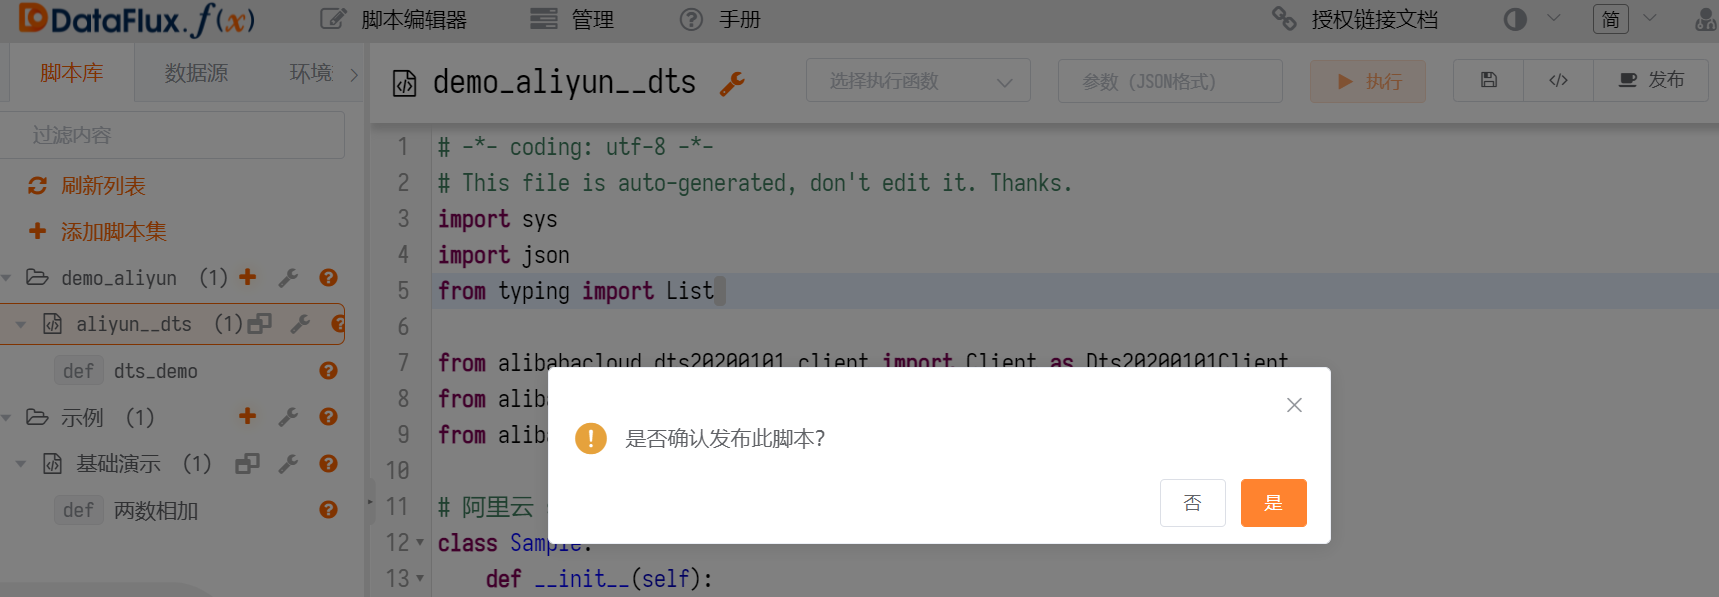 DataFlux.f(x) 脚本编辑器 管理 手册 授权链接文档 简
脚本库 数据源 环境
demo_aliyun__dts 选择执行函数 参数 (JSON格式) 执行 </> 发布
过滤内容
刷新列表
添加脚本集
demo_aliyun (1)
aliyun__dts (1)
def dts_demo
示例 (1)
基础演示 (1)
def 两数相加
1 # -*- coding: utf-8 -*-
2 # This file is auto-generated, don't edit it. Thanks.
3 import sys
4 import json
5 from typing import List
6
7 from alibabacloud_dts20200101.client import Client as Dts20200101Client
8 from alib
9 from alib
10
11 # 阿里云
12 class Sample:
13 def __init__(self):
是否确认发布此脚本?
否 是